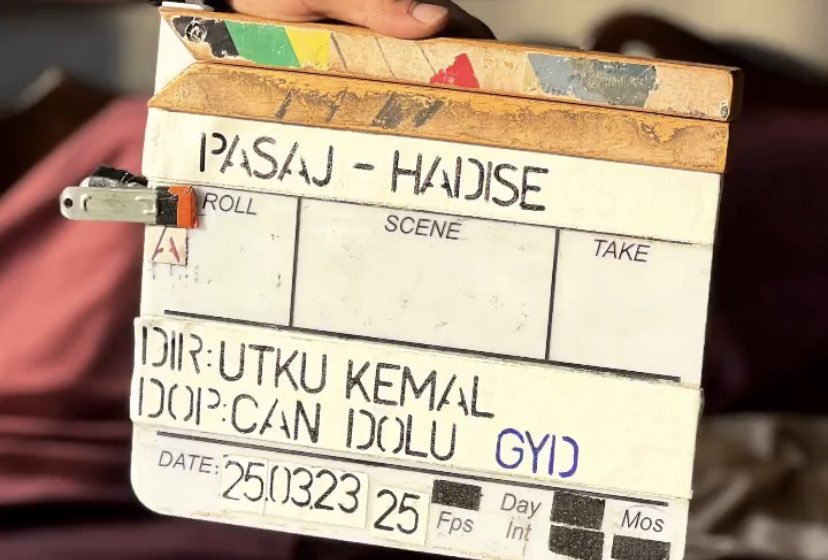 PASAJ - HADISE
ROLL SCENE TAKE
A
DIR:UTKU KEMAL
DOP:CAN DOLU GYD
DATE: 25.03.23 25 Fps Day Int Mos